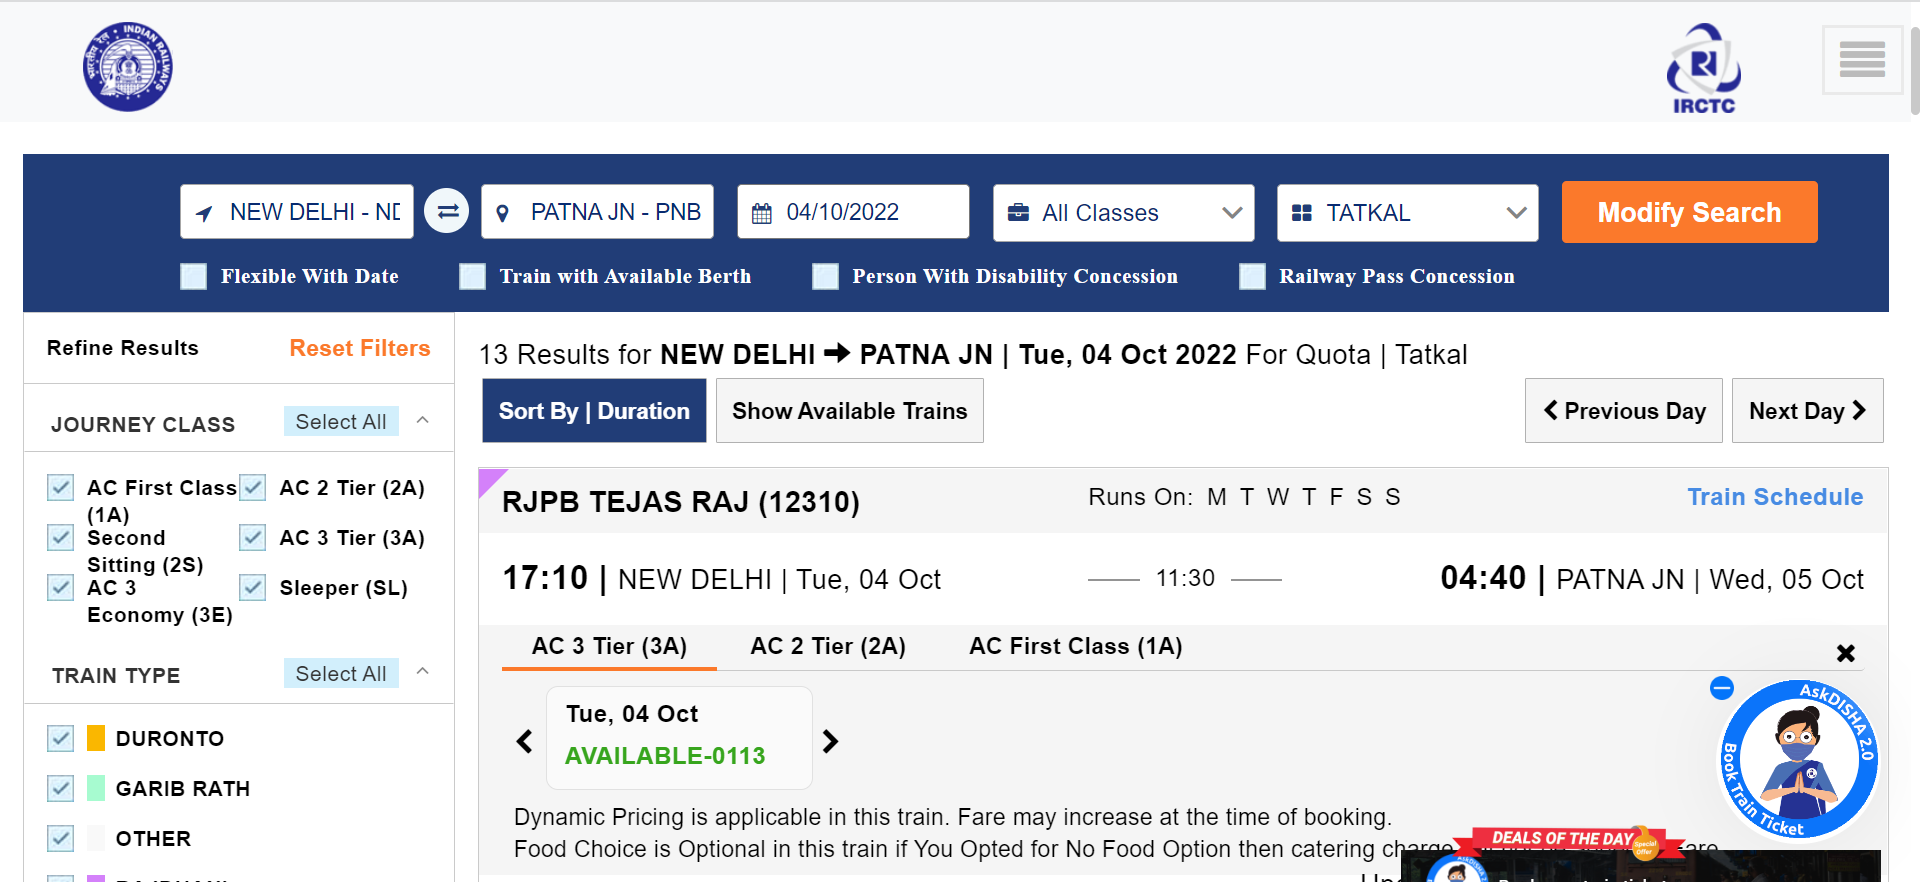 भारतीय रेल INDIAN RAILWAYS
IRCTC
NEW DELHI - ND
PATNA JN - PNB
04/10/2022
All Classes
TATKAL
Modify Search
Flexible With Date
Train with Available Berth
Person With Disability Concession
Railway Pass Concession
Refine Results
Reset Filters
JOURNEY CLASS
Select All
AC First Class (1A)
AC 2 Tier (2A)
Second Sitting (2S)
AC 3 Tier (3A)
AC 3 Economy (3E)
Sleeper (SL)
TRAIN TYPE
Select All
DURONTO
GARIB RATH
OTHER
13 Results for NEW DELHI PATNA JN | Tue, 04 Oct 2022 For Quota | Tatkal
Sort By | Duration
Show Available Trains
Previous Day
Next Day
RJPB TEJAS RAJ (12310)
Runs On: M T W T F S S
Train Schedule
17:10 | NEW DELHI | Tue, 04 Oct
11:30
04:40 | PATNA JN | Wed, 05 Oct
AC 3 Tier (3A)
AC 2 Tier (2A)
AC First Class (1A)
Tue, 04 Oct
AVAILABLE-0113
Dynamic Pricing is applicable in this train. Fare may increase at the time of booking.
Food Choice is Optional in this train if You Opted for No Food Option then catering
AskDISHA 2.0
Book Train Ticket
DEALS OF THE DAY
Special Offer